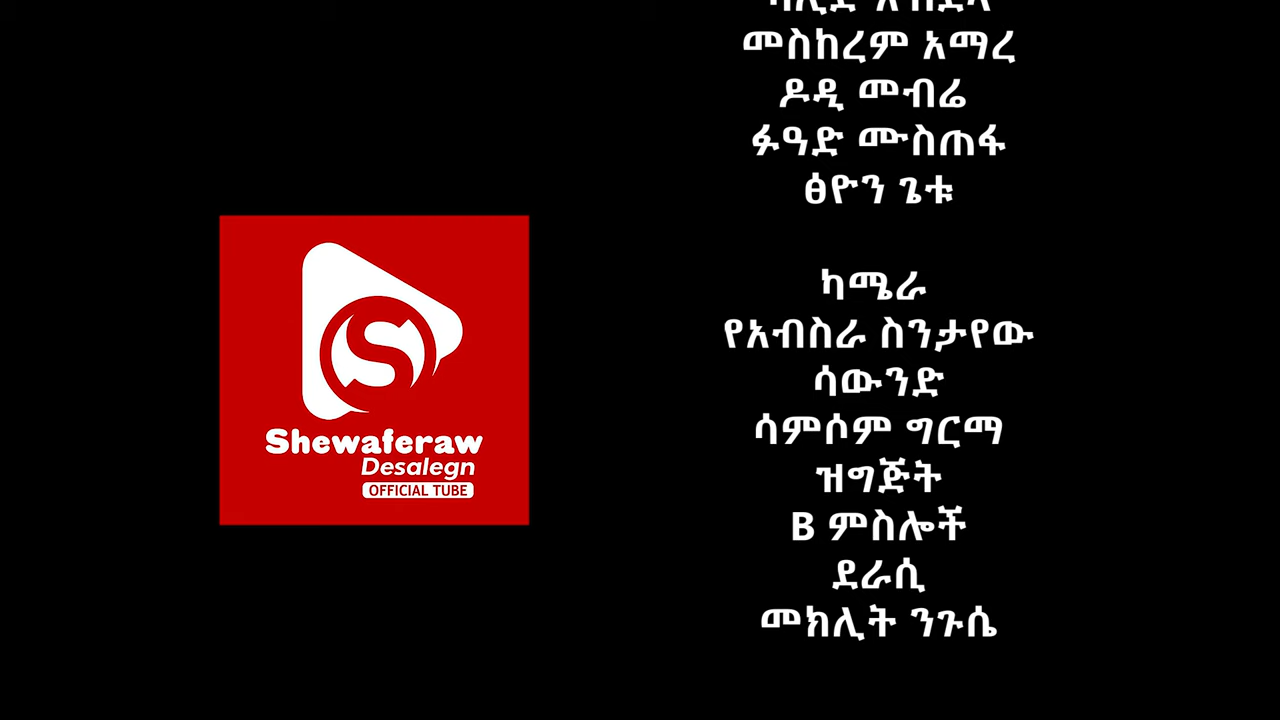 መስከረም አማረ
ዶዲ መብሬ
ፉዓድ ሙስጠፋ
ፅዮን ጌቱ
ካሜራ
የአብስራ ስንታየው
ሳውንድ
ሳምሶም ግርማ
ዝግጅት
B ምስሎች
ደራሲ
መክሊት ንጉሴ
Shewaferaw
Desalegn
OFFICIAL TUBE